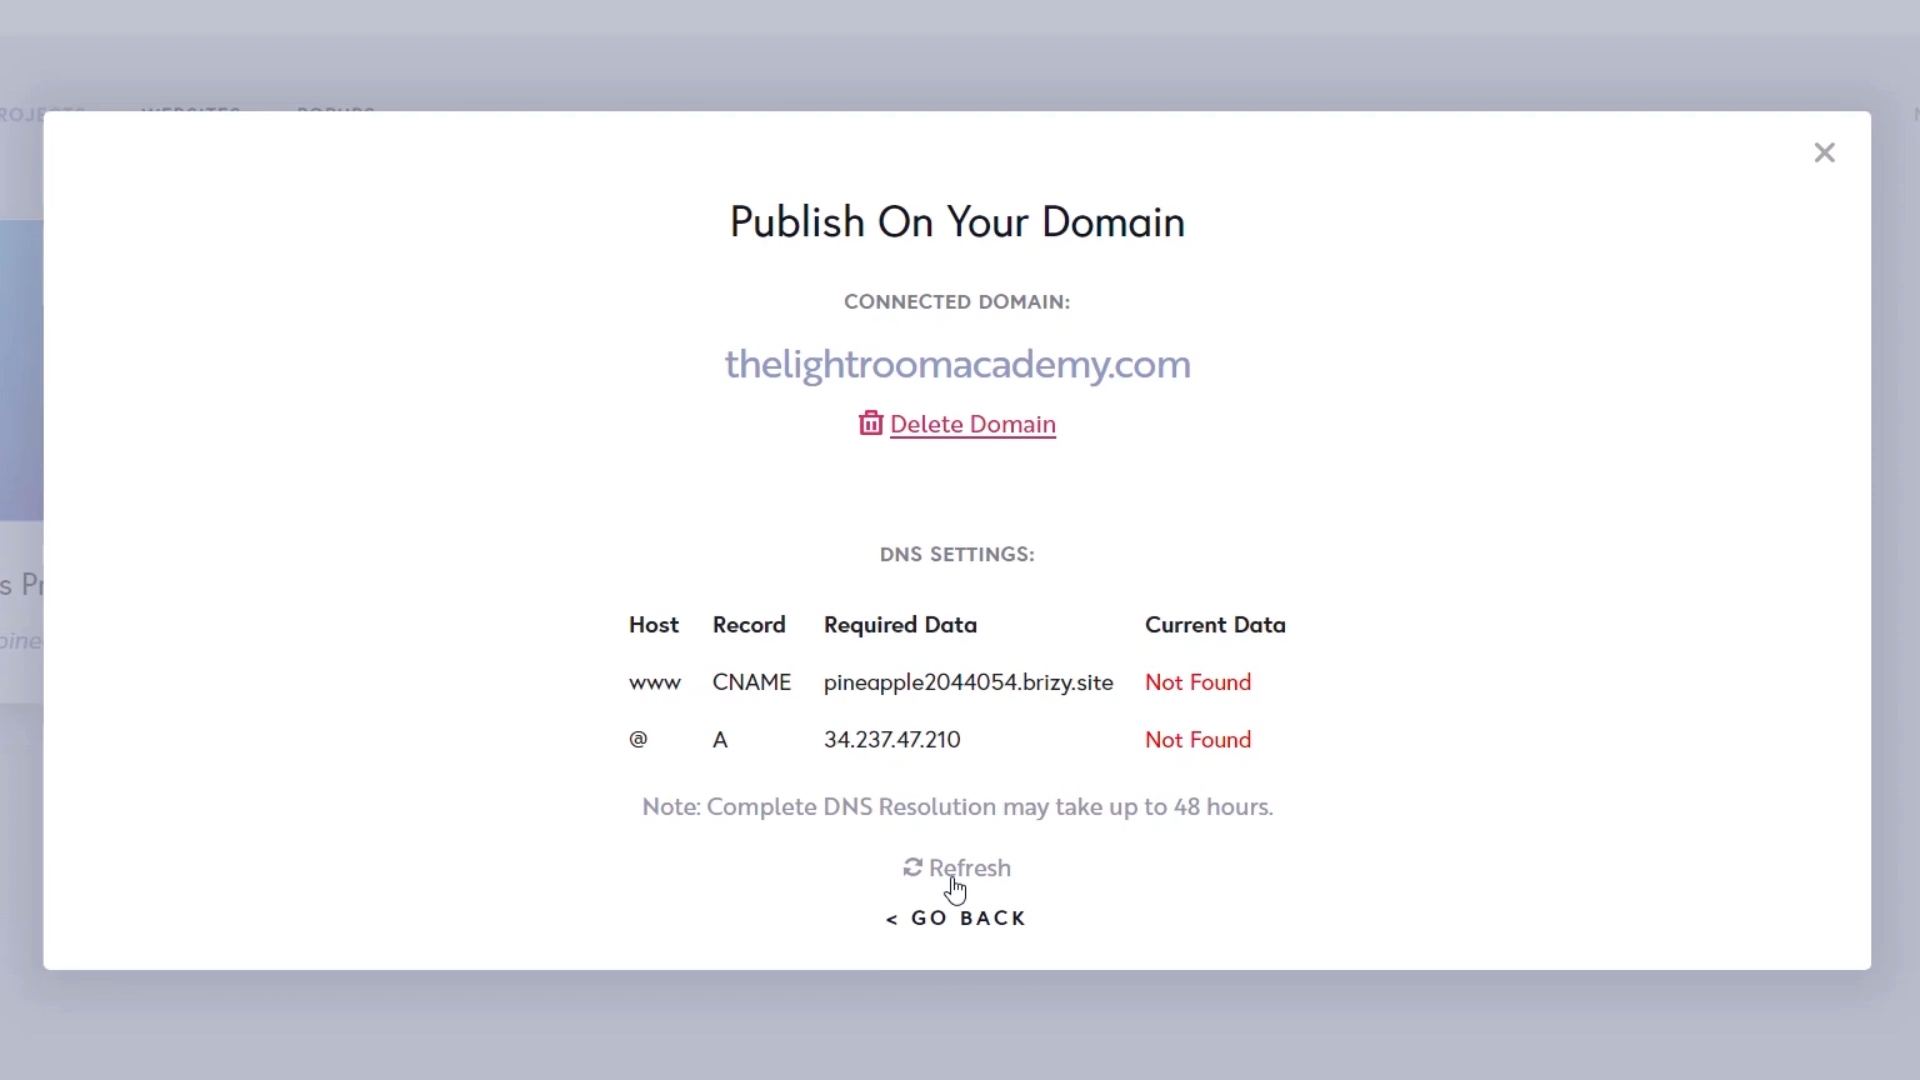 WEBSITES POPUPS
Publish On Your Domain
CONNECTED DOMAIN:
thelightroomacademy.com
Delete Domain
DNS SETTINGS:
Host Record Required Data Current Data
www CNAME pineapple2044054.brizy.site Not Found
@ A 34.237.47.210 Not Found
Note: Complete DNS Resolution may take up to 48 hours.
Refresh
< GO BACK